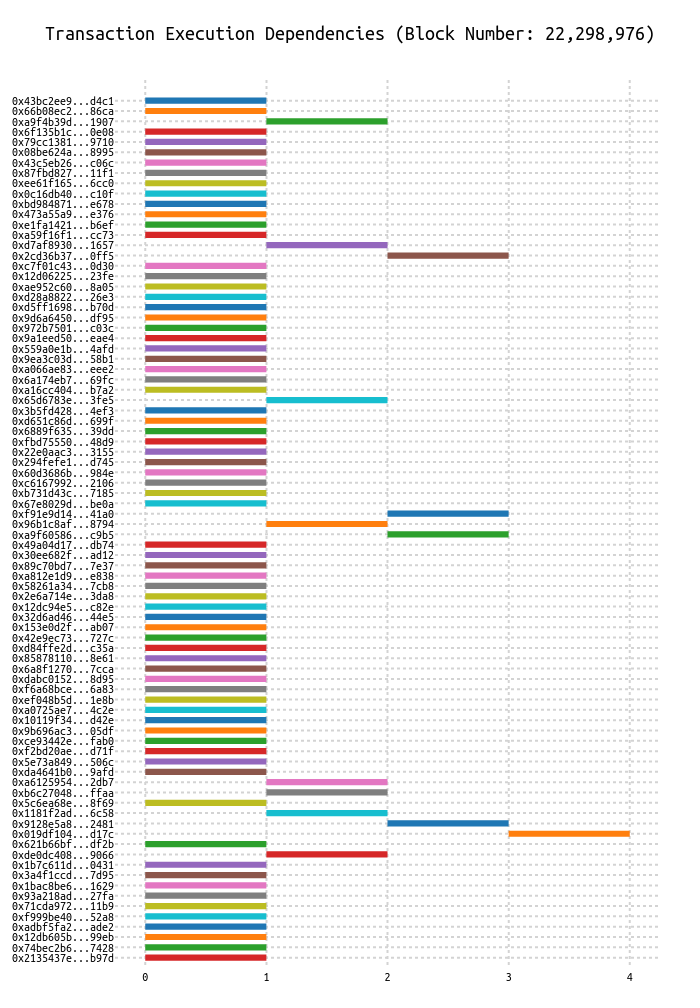 Transaction Execution Dependencies (Block Number: 22,298,976)
0x43bc2ee9...d4c1
0x66b08ec2...86ca
0xa9f4b39d...1907
0x6f135b1c...0e08
0x79cc1381...9710
0x08be624a...8995
0x43c5eb26...c06c
0x87fbd827...11f1
0xee61f165...6cc0
0x0c16db40...c10f
0xbd984871...e678
0x473a55a9...e376
0xe1fa1421...b6ef
0xa59f16f1...cc73
0xd7af8930...1657
0x2cd36b37...0ff5
0xc7f01c43...0d30
0x12d06225...23fe
0xae952c60...8a05
0xd28a8822...26e3
0xd5ff1698...b70d
0x9d6a6450...df95
0x972b7501...c03c
0x9a1eed50...eae4
0x559a0e1b...4afd
0x9ea3c03d...58b1
0xa066ae83...eee2
0x6a174eb7...69fc
0xa16cc404...b7a2
0x65d6783e...3fe5
0x3b5fd428...4ef3
0xd651c86d...699f
0x6889f635...39dd
0xfbd75550...48d9
0x22e0aac3...3155
0x294fefe1...d745
0x60d3686b...984e
0xc6167992...2106
0xb731d43c...7185
0x67e8029d...be0a
0xf91e9d14...41a0
0x96b1c8af...8794
0xa9f60586...c9b5
0x49a04d17...db74
0x30ee682f...ad12
0x89c70bd7...7e37
0xa812e1d9...e838
0x58261a34...7cb8
0x2e6a714e...3da8
0x12dc94e5...c82e
0x32d6ad46...44e5
0x153e0d2f...ab07
0x42e9ec73...727c
0xd84ffe2d...c35a
0x85878110...8e61
0x6a8f1270...7cca
0xdabc0152...8d95
0xf6a68bce...6a83
0xef048b5d...1e8b
0xa0725ae7...4c2e
0x10119f34...d42e
0x9b696ac3...05df
0xce93442e...fab0
0xf2bd20ae...d71f
0x5e73a849...506c
0xda4641b0...9afd
0xa6125954...2db7
0xb6c27048...ffaa
0x5c6ea68e...8f69
0x1181f2ad...6c58
0x9128e5a8...2481
0x019df104...d17c
0x621b66bf...df2b
0xde0dc408...9066
0x1b7c611d...0431
0x3a4f1ccd...7d95
0x1bac8be6...1629
0x93a218ad...27fa
0x71cda972...11b9
0xf999be40...52a8
0xadbf5fa2...ade2
0x12db605b...99eb
0x74bec2b6...7428
0x2135437e...b97d
0 1 2 3 4